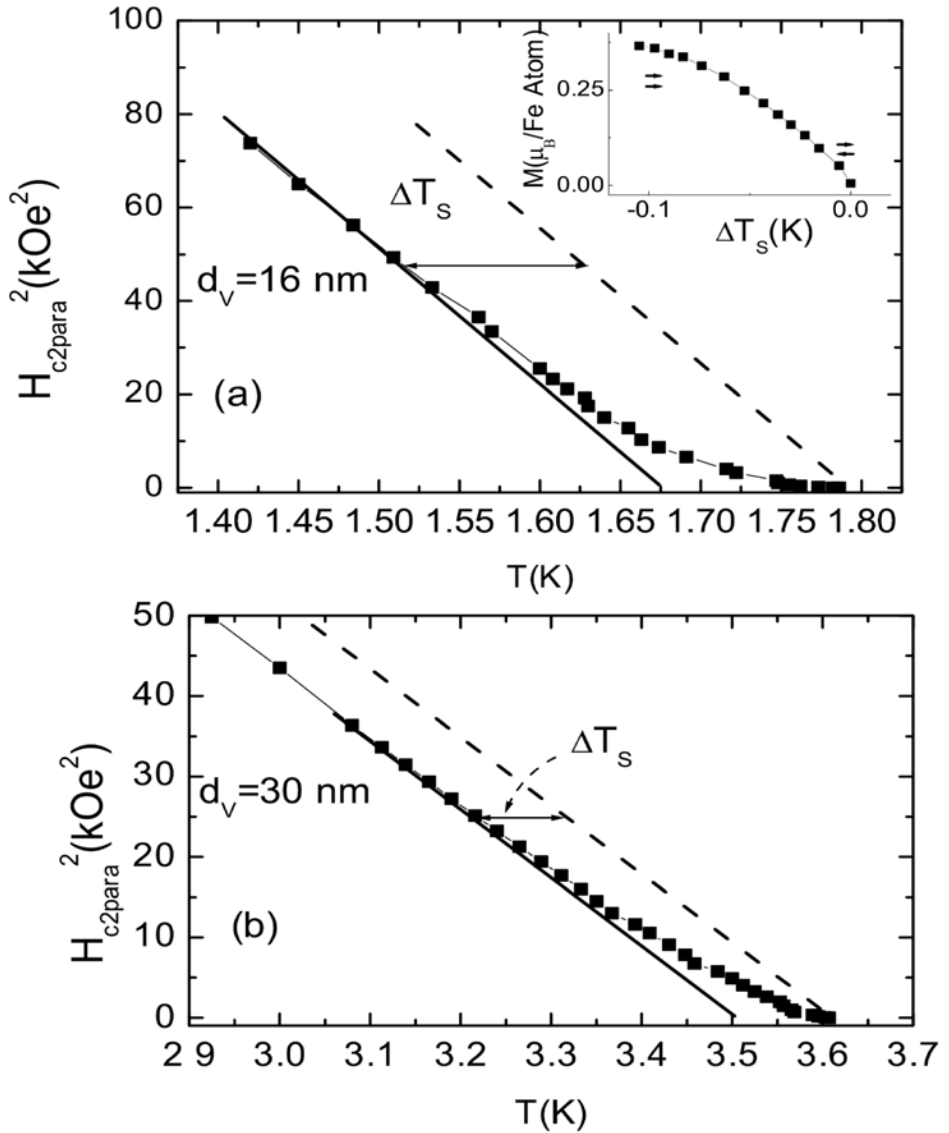 100
80
60
40
20
0
H_c2para^2(kOe^2)
ΔT_S
d_V=16 nm
(a)
1.40 1.45 1.50 1.55 1.60 1.65 1.70 1.75 1.80
T(K)
M(μ_B/Fe Atom)
0.25
0.00
-0.1 0.0
ΔT_S(K)
50
40
30
20
10
0
H_c2para^2(kOe^2)
ΔT_S
d_V=30 nm
(b)
2 9 3.0 3.1 3.2 3.3 3.4 3.5 3.6 3.7
T(K)